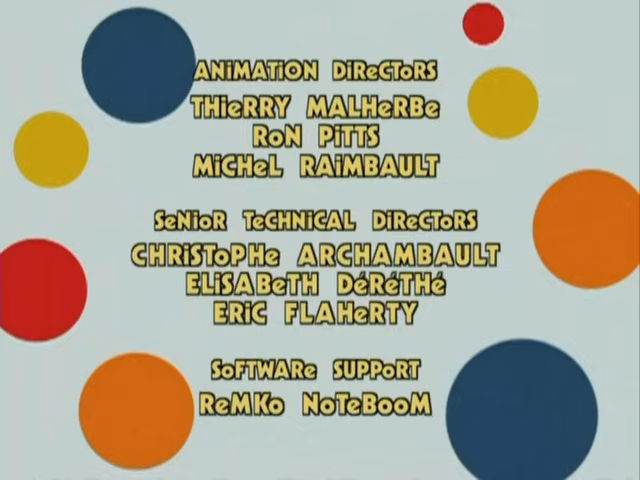 ANiMATiON DiReCToRS
THieRRY MALHeRBe
RoN PiTTS
MiCHeL RAiMBAULT
SeNioR TeCHNiCAL DiReCToRS
CHRiSToPHe ARCHAMBAULT
ELiSABeTH DéRéTHé
eRiC FLAHeRTY
SoFTWARe SUPPoRT
ReMKo NoTeBooM